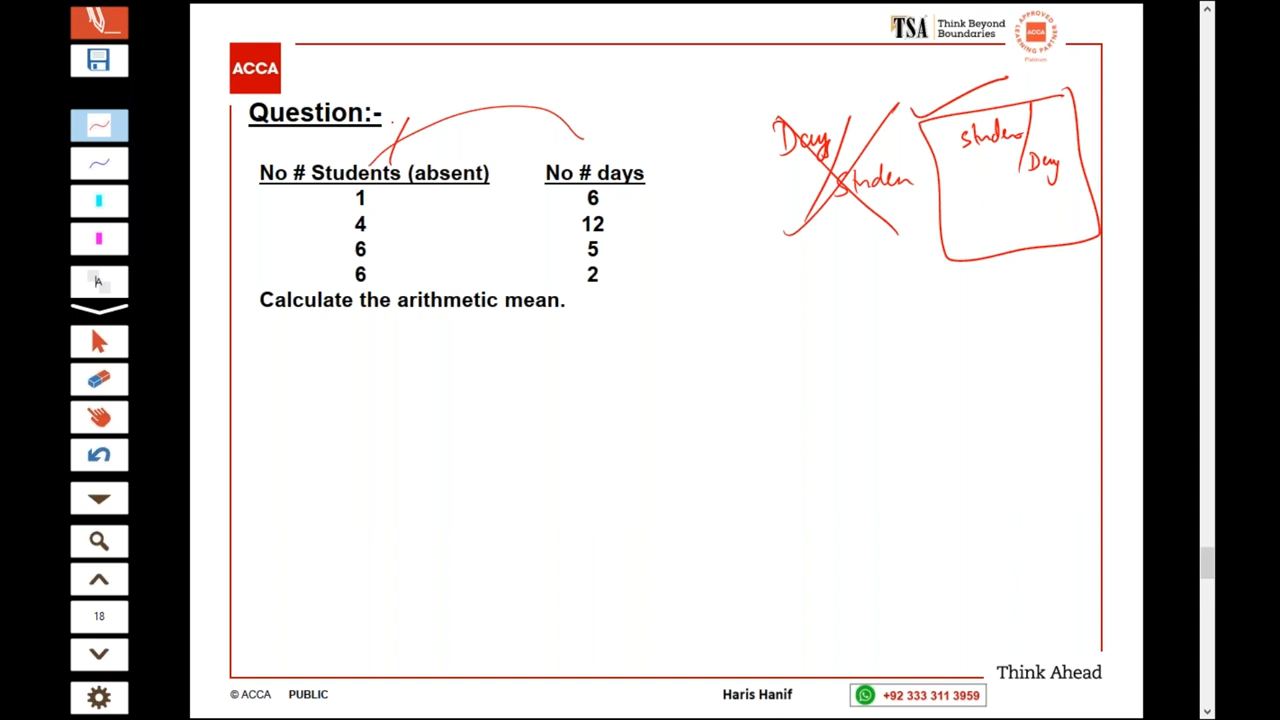 TSA Think Beyond Boundaries
APPROVED LEARNING PARTNER
ACCA
Platinum
ACCA
Question:-
Day
Studen
Studen
Day
No # Students (absent) No # days
1 6
4 12
6 5
6 2
Calculate the arithmetic mean.
A
18
Think Ahead
© ACCA PUBLIC Haris Hanif +92 333 311 3959